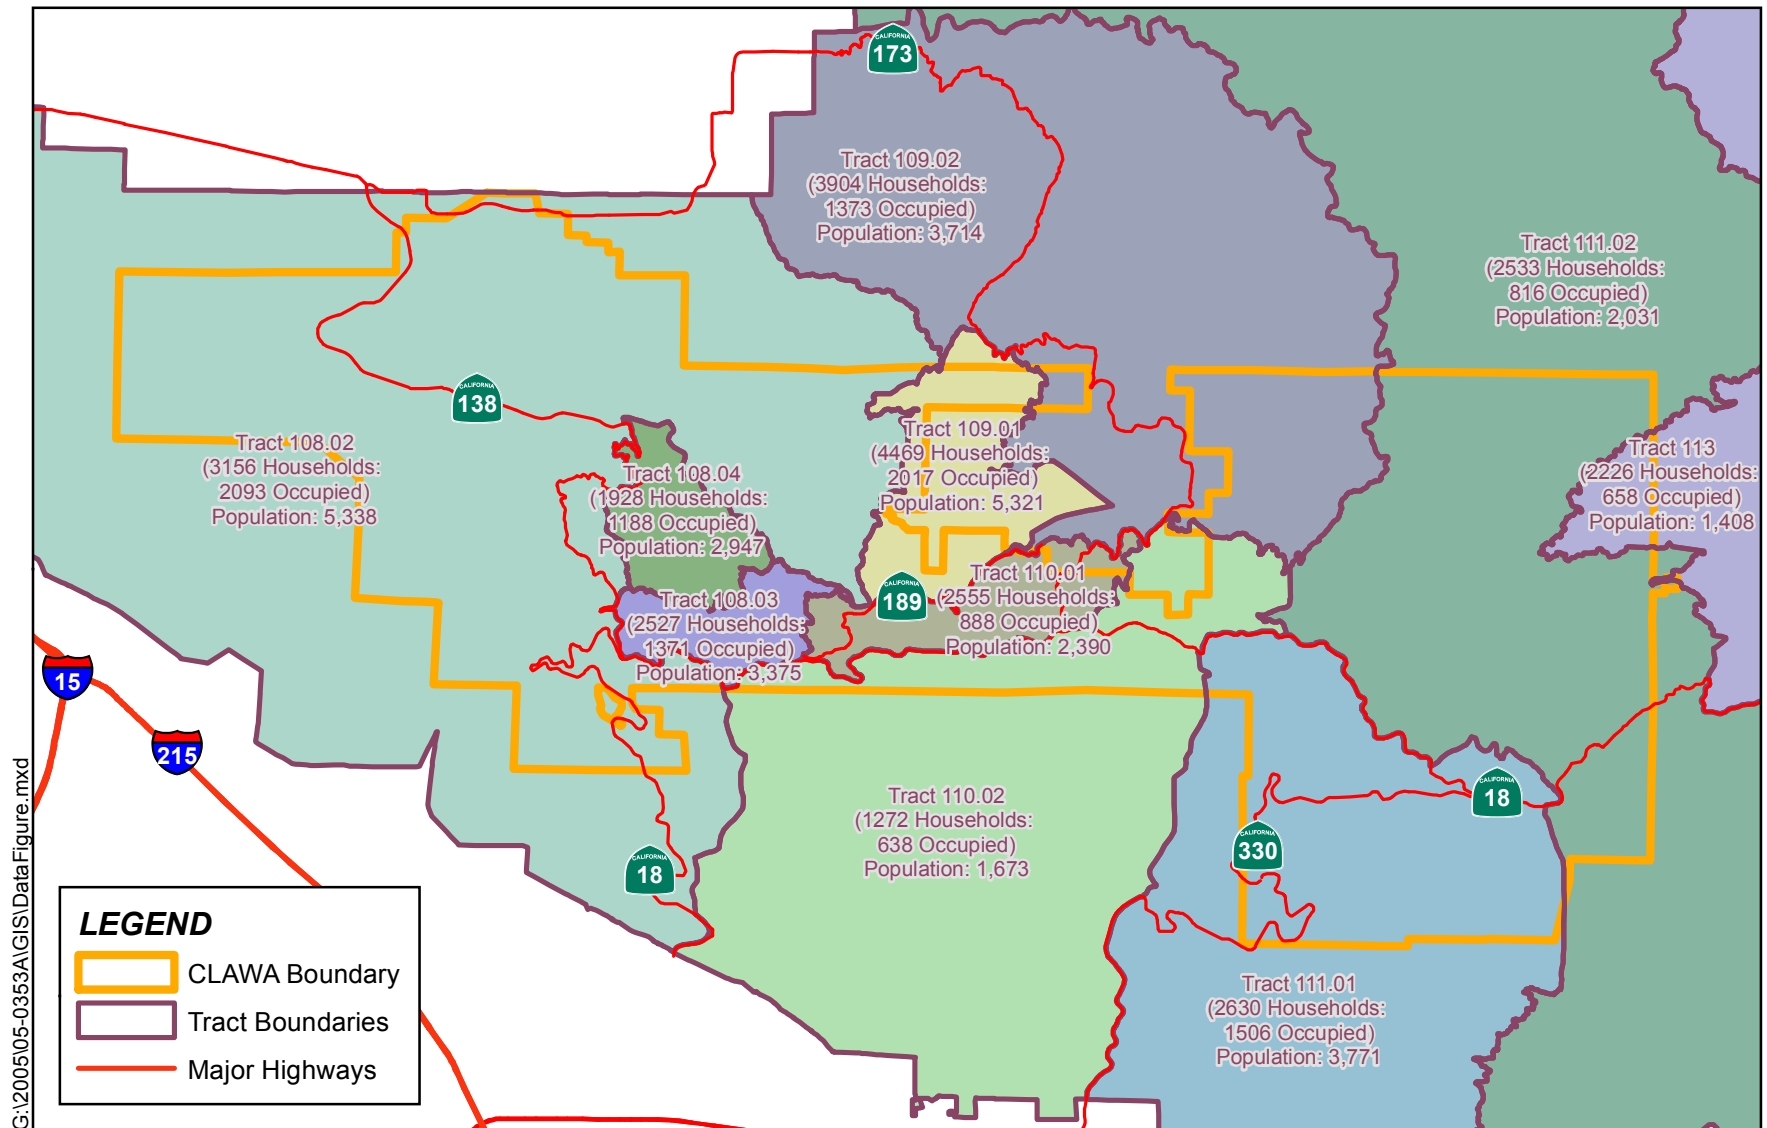 CALIFORNIA
173
Tract 109.02
(3904 Households:
1373 Occupied)
Population: 3,714
Tract 111.02
(2533 Households:
816 Occupied)
Population: 2,031
CALIFORNIA
138
Tract 108.02
(3156 Households:
2093 Occupied)
Population: 5,338
Tract 108.04
(1928 Households:
1188 Occupied)
Population: 2,947
Tract 109.01
(4469 Households:
2017 Occupied)
Population: 5,321
Tract 113
(2226 Households:
658 Occupied)
Population: 1,408
Tract 108.03
(2527 Households:
1371 Occupied)
Population: 3,375
CALIFORNIA
189
Tract 110.01
(2555 Households:
888 Occupied)
Population: 2,390
15
215
Tract 110.02
(1272 Households:
638 Occupied)
Population: 1,673
CALIFORNIA
18
CALIFORNIA
330
CALIFORNIA
18
Tract 111.01
(2630 Households:
1506 Occupied)
Population: 3,771
LEGEND
CLAWA Boundary
Tract Boundaries
Major Highways
G:\2005\05-0353A\GIS\DataFigure.mxd